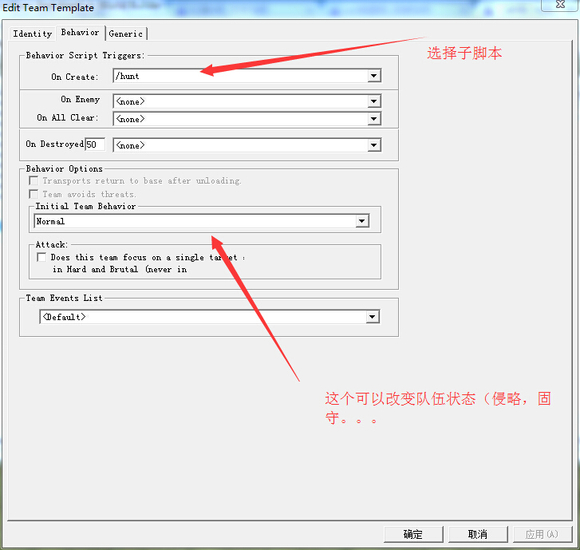 Edit Team Template
Identity Behavior Generic
Behavior Script Triggers:
选择子脚本
On Create: /hunt
On Enemy <none>
On All Clear: <none>
On Destroyed 50 <none>
Behavior Options
Transports return to base after unloading.
Team avoids threats.
Initial Team Behavior
Normal
Attack:
Does this team focus on a single target :
in Hard and Brutal (never in
Team Events List
<Default>
这个可以改变队伍状态（侵略，固
守。。。
确定 取消 应用(A)